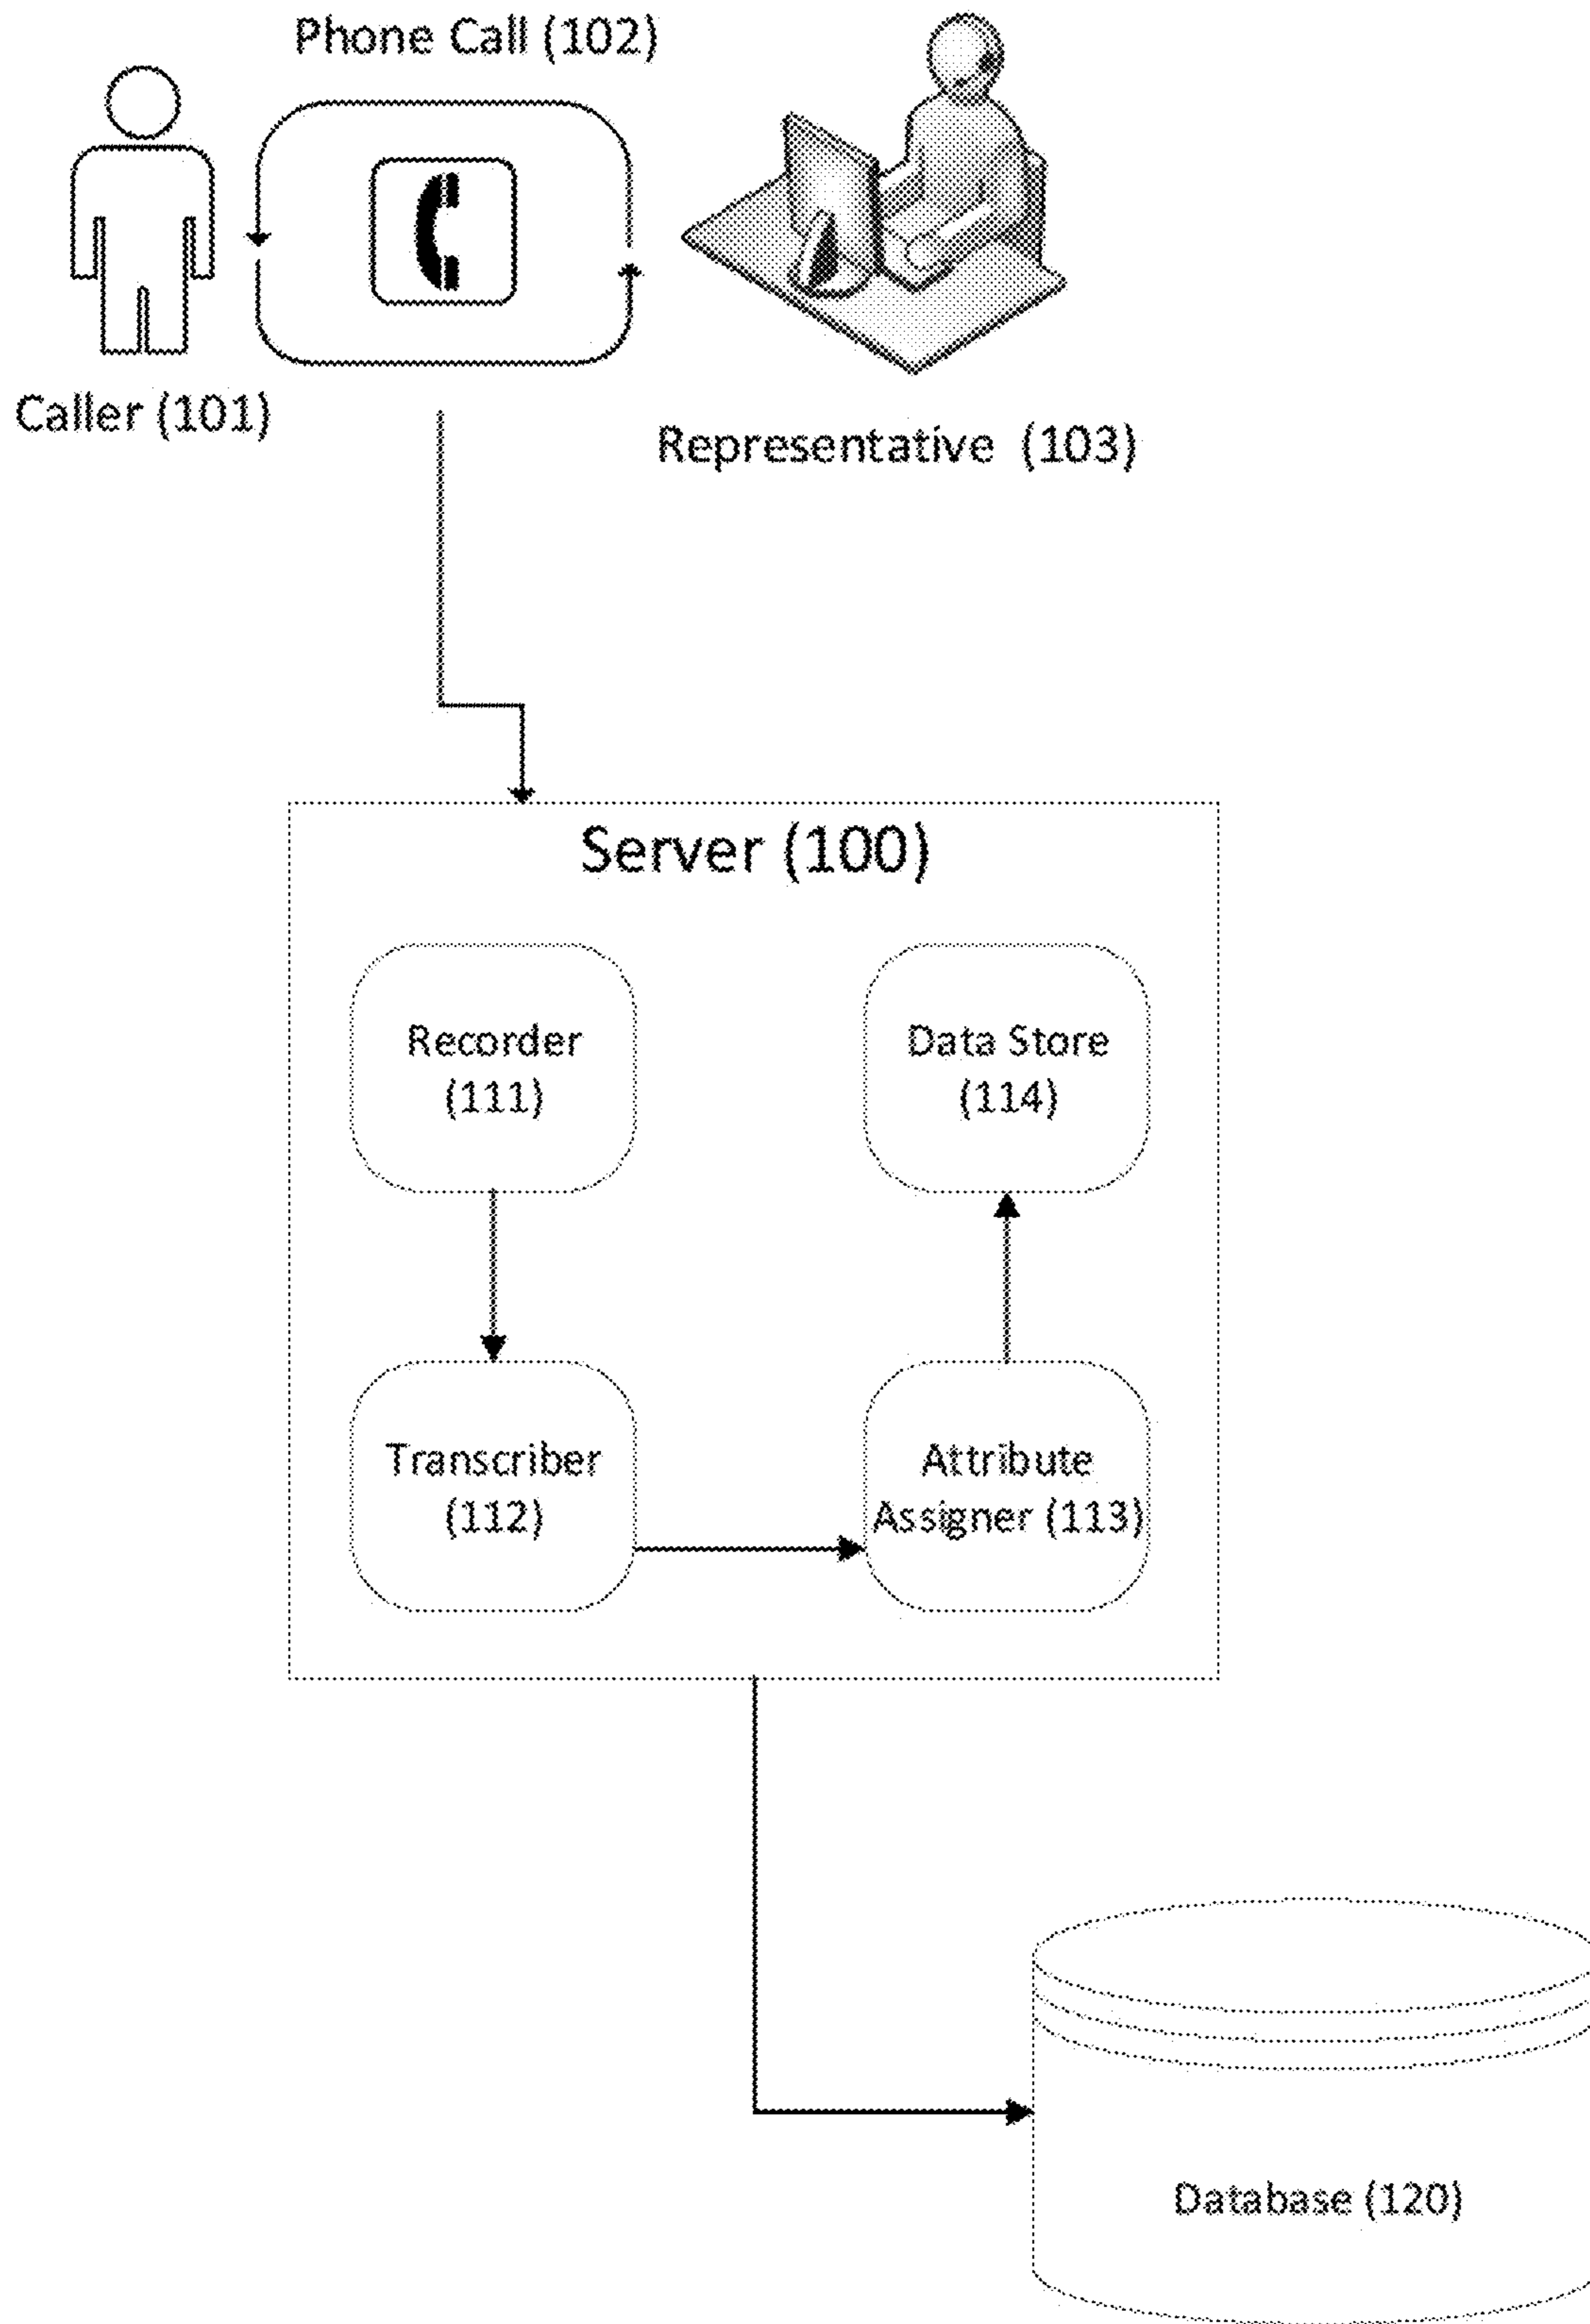 Phone Call (102)
Caller (101)
Representative (103)
Server (100)
Recorder
(111)
Data Store
(114)
Transcriber
(112)
Attribute
Assigner (113)
Database (120)